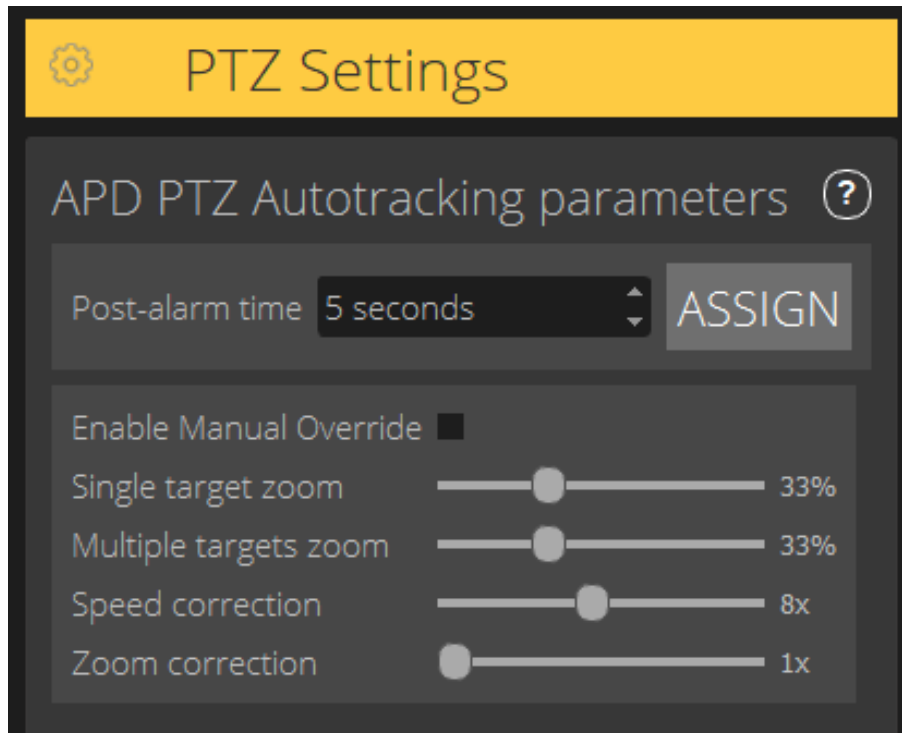 PTZ Settings
APD PTZ Autotracking parameters ?
Post-alarm time 5 seconds ASSIGN
Enable Manual Override
Single target zoom 33%
Multiple targets zoom 33%
Speed correction 8x
Zoom correction 1x